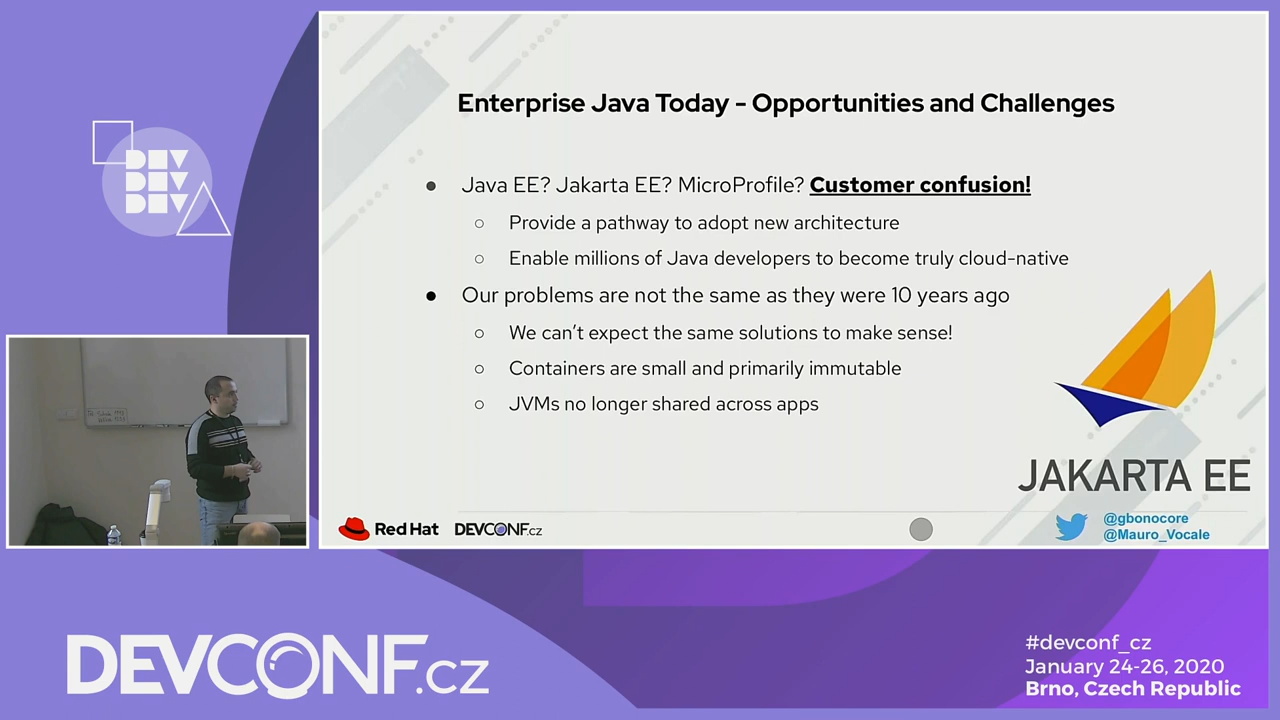 DEV
DEV
DEV
Enterprise Java Today - Opportunities and Challenges
● Java EE? Jakarta EE? MicroProfile? Customer confusion!
○ Provide a pathway to adopt new architecture
○ Enable millions of Java developers to become truly cloud-native
● Our problems are not the same as they were 10 years ago
○ We can’t expect the same solutions to make sense!
○ Containers are small and primarily immutable
○ JVMs no longer shared across apps
JAKARTA EE
Red Hat
DEVCONF.cz
@gbonocore
@Mauro_Vocale
DEVCONF.cz
#devconf_cz
January 24-26, 2020
Brno, Czech Republic